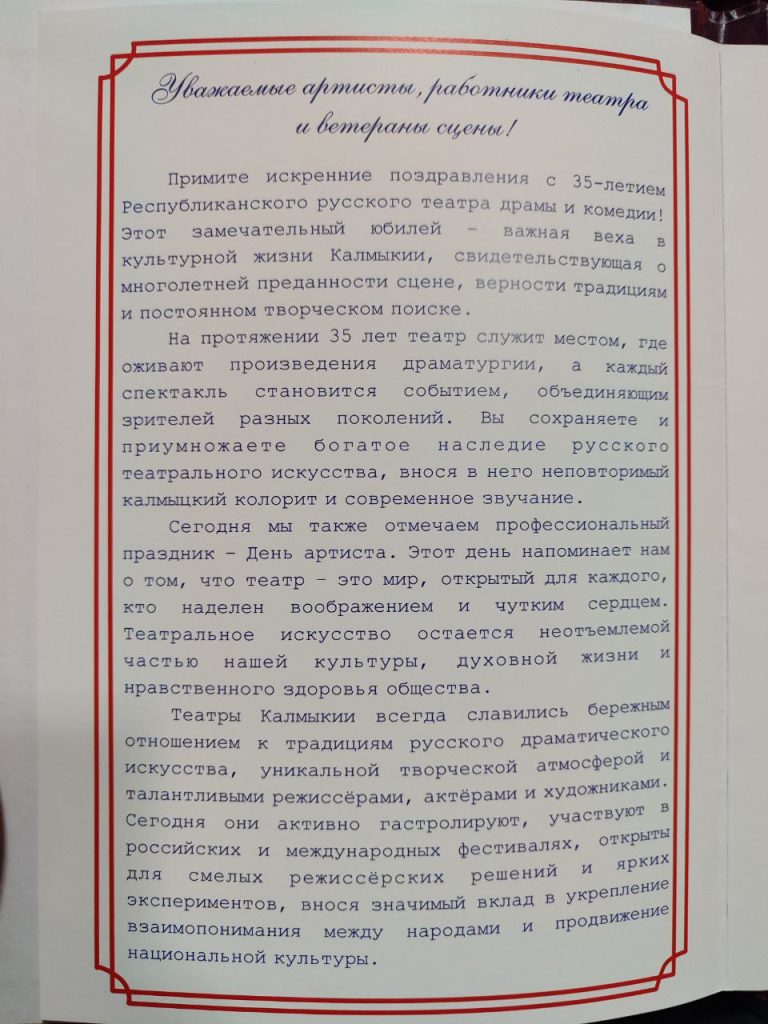 Уважаемые артисты, работники театра
и ветераны сцены!
Примите искренние поздравления с 35-летием
Республиканского русского театра драмы и комедии!
Этот замечательный юбилей – важная веха в
культурной жизни Калмыкии, свидетельствующая о
многолетней преданности сцене, верности традициям
и постоянном творческом поиске.
На протяжении 35 лет театр служит местом, где
оживают произведения драматургии, а каждый
спектакль становится событием, объединяющим
зрителей разных поколений. Вы сохраняете и
приумножаете богатое наследие русского
театрального искусства, внося в него неповторимый
калмыцкий колорит и современное звучание.
Сегодня мы также отмечаем профессиональный
праздник – День артиста. Этот день напоминает нам
о том, что театр – это мир, открытый для каждого,
кто наделен воображением и чутким сердцем.
Театральное искусство остается неотъемлемой
частью нашей культуры, духовной жизни и
нравственного здоровья общества.
Театры Калмыкии всегда славились бережным
отношением к традициям русского драматического
искусства, уникальной творческой атмосферой и
талантливыми режиссёрами, актёрами и художниками.
Сегодня они активно гастролируют, участвуют в
российских и международных фестивалях, открыты
для смелых режиссёрских решений и ярких
экспериментов, внося значимый вклад в укрепление
взаимопонимания между народами и продвижение
национальной культуры.